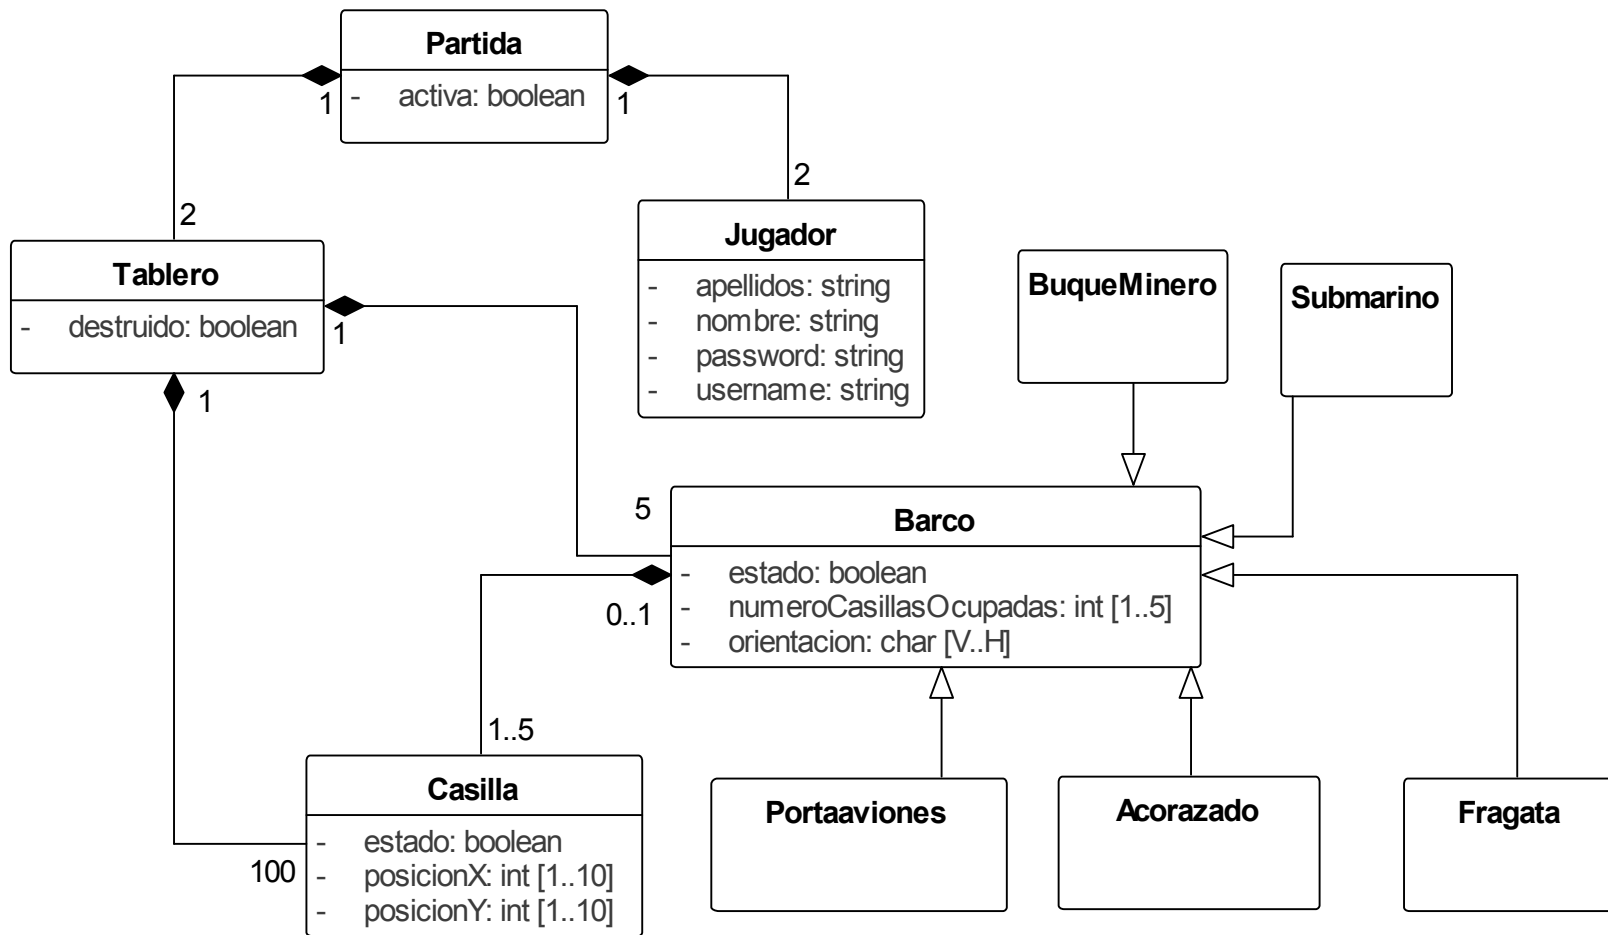 Partida
- activa: boolean
1
1
2
2
Jugador
- apellidos: string
- nombre: string
- password: string
- username: string
Tablero
- destruido: boolean
1
1
BuqueMinero
Submarino
5
Barco
- estado: boolean
- numeroCasillasOcupadas: int [1..5]
- orientacion: char [V..H]
0..1
1..5
Casilla
- estado: boolean
- posicionX: int [1..10]
- posicionY: int [1..10]
100
Portaaviones
Acorazado
Fragata